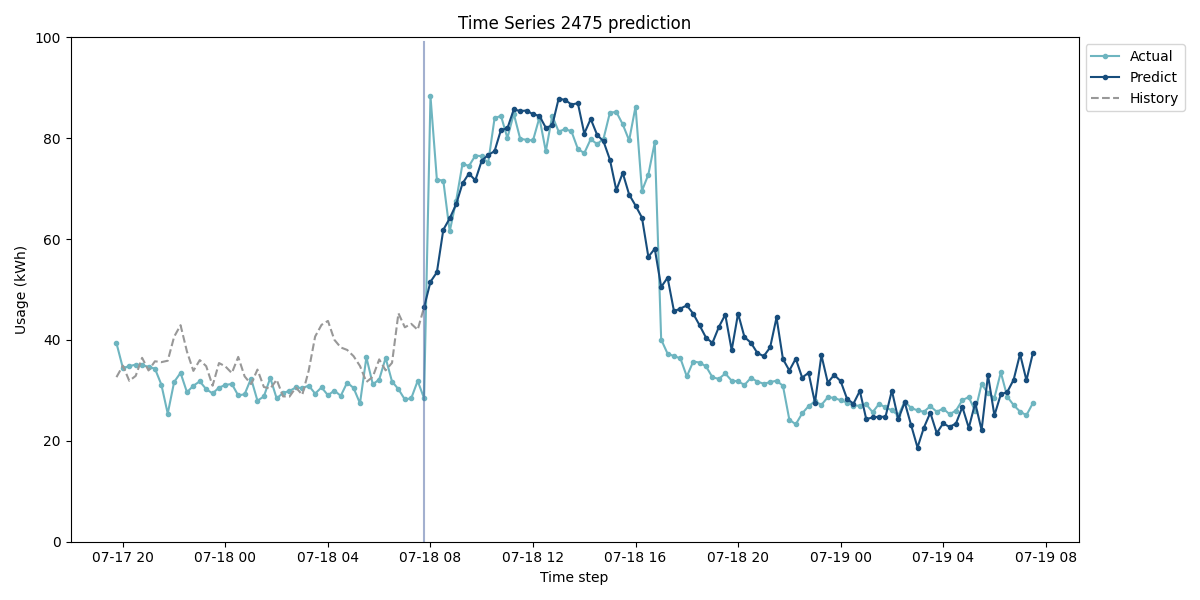 Time Series 2475 prediction
100
80
60
40
20
0
Usage (kWh)
07-17 20
07-18 00
07-18 04
07-18 08
07-18 12
07-18 16
07-18 20
07-19 00
07-19 04
07-19 08
Time step
Actual
Predict
History